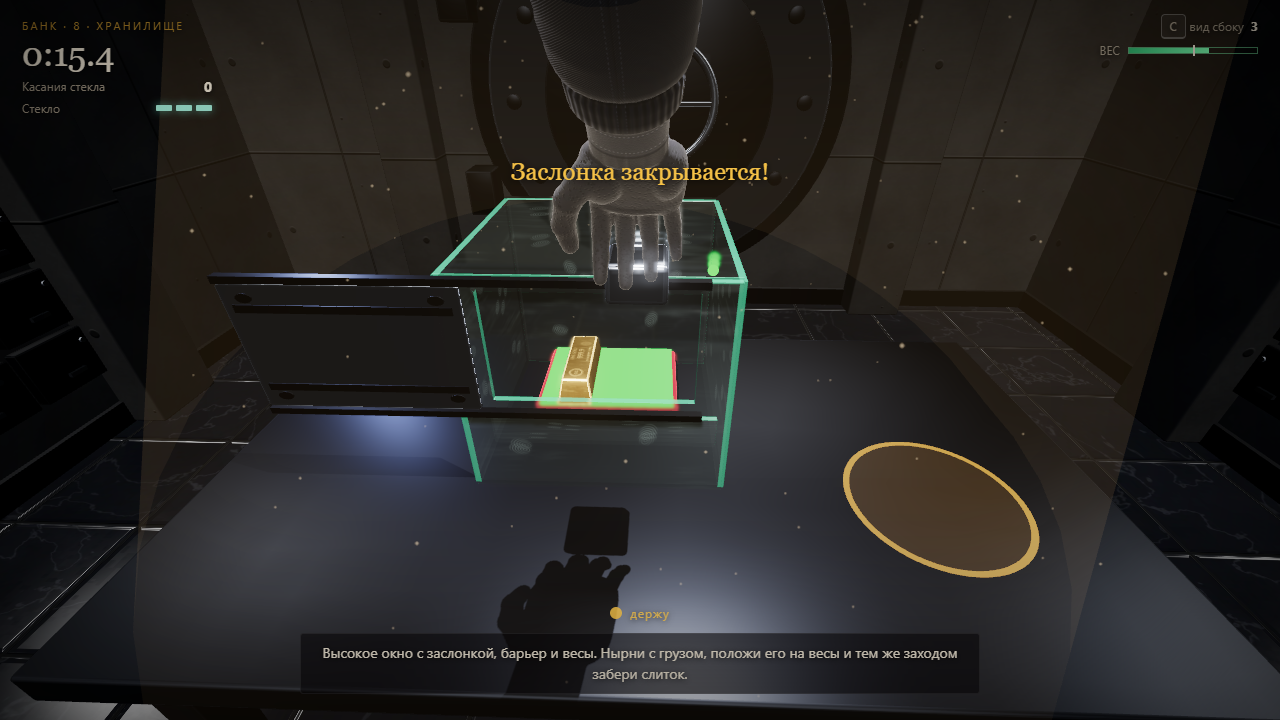 БАНК · 8 · ХРАНИЛИЩЕ
0:15.4
Касания стекла 0
Стекло
C вид сбоку 3
ВЕС
Заслонка закрывается!
держу
Высокое окно с заслонкой, барьер и весы. Нырни с грузом, положи его на весы и тем же заходом
забери слиток.